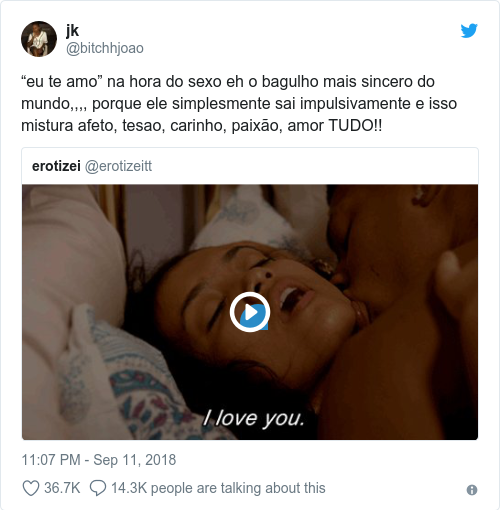 jk
@bitchhjoao
“eu te amo” na hora do sexo eh o bagulho mais sincero do
mundo,,,, porque ele simplesmente sai impulsivamente e isso
mistura afeto, tesao, carinho, paixão, amor TUDO!!
erotizei @erotizeitt
I love you.
11:07 PM - Sep 11, 2018
36.7K 14.3K people are talking about this